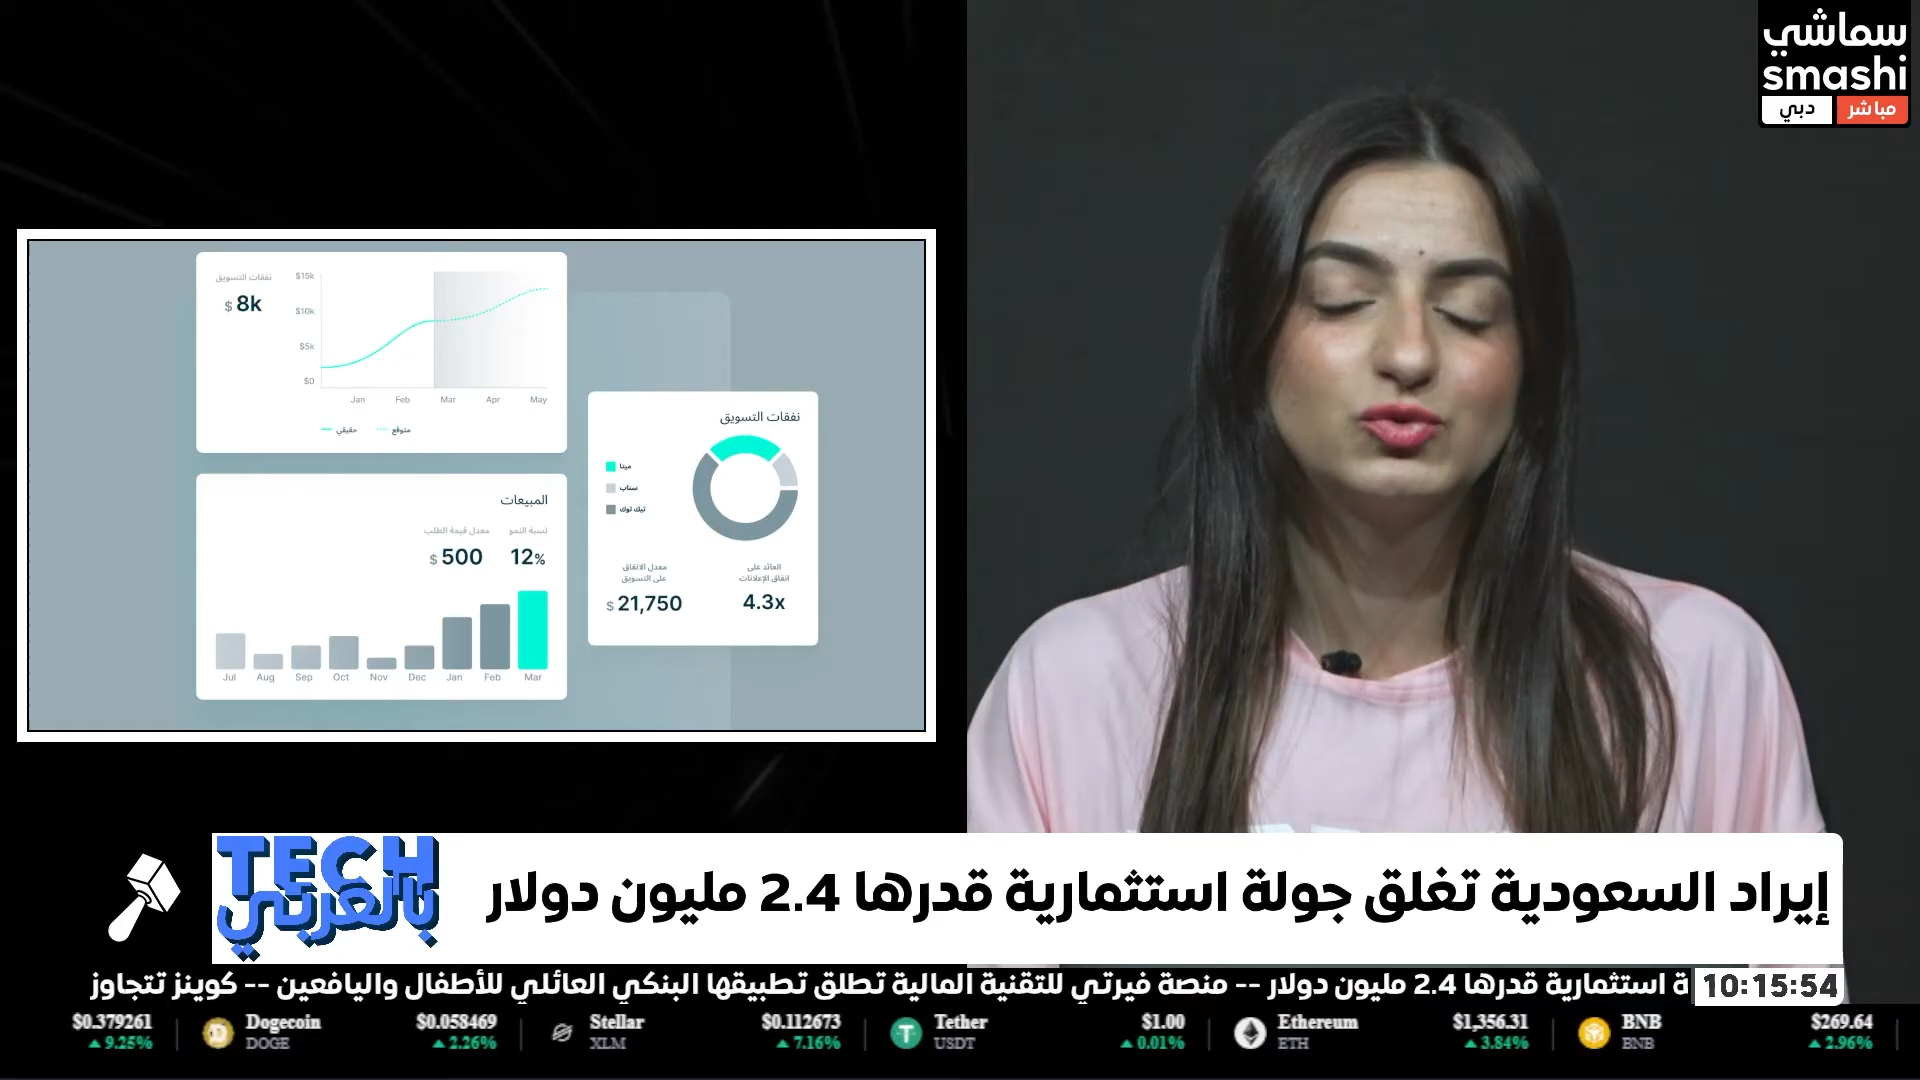 سماشي
smashi
دبي مباشر
نفقات التسويق
$ 8k
$15k
$10k
$5k
$0
Jan Feb Mar Apr May
حقيقي متوقع
المبيعات
نسبة النمو معدل قيمة الطلب
12% $ 500
Jul Aug Sep Oct Nov Dec Jan Feb Mar
نفقات التسويق
ميتا
سناب
تيك توك
العائد على
انفاق الإعلانات
4.3x
معدل الانفاق
على التسويق
$ 21,750
TECH
بالعربي
إيراد السعودية تغلق جولة استثمارية قدرها 2.4 مليون دولار
ة استثمارية قدرها 2.4 مليون دولار -- منصة فيرتي للتقنية المالية تطلق تطبيقها البنكي العائلي للأطفال واليافعين -- كوينز تتجاوز
10:15:54
$0.379261 Dogecoin $0.058469 Stellar $0.112673 Tether $1.00 Ethereum $1,356.31 BNB $269.64
▲ 9.25% DOGE ▲ 2.26% XLM ▲ 7.16% USDT ▲ 0.01% ETH ▲ 3.84% BNB ▲ 2.96%